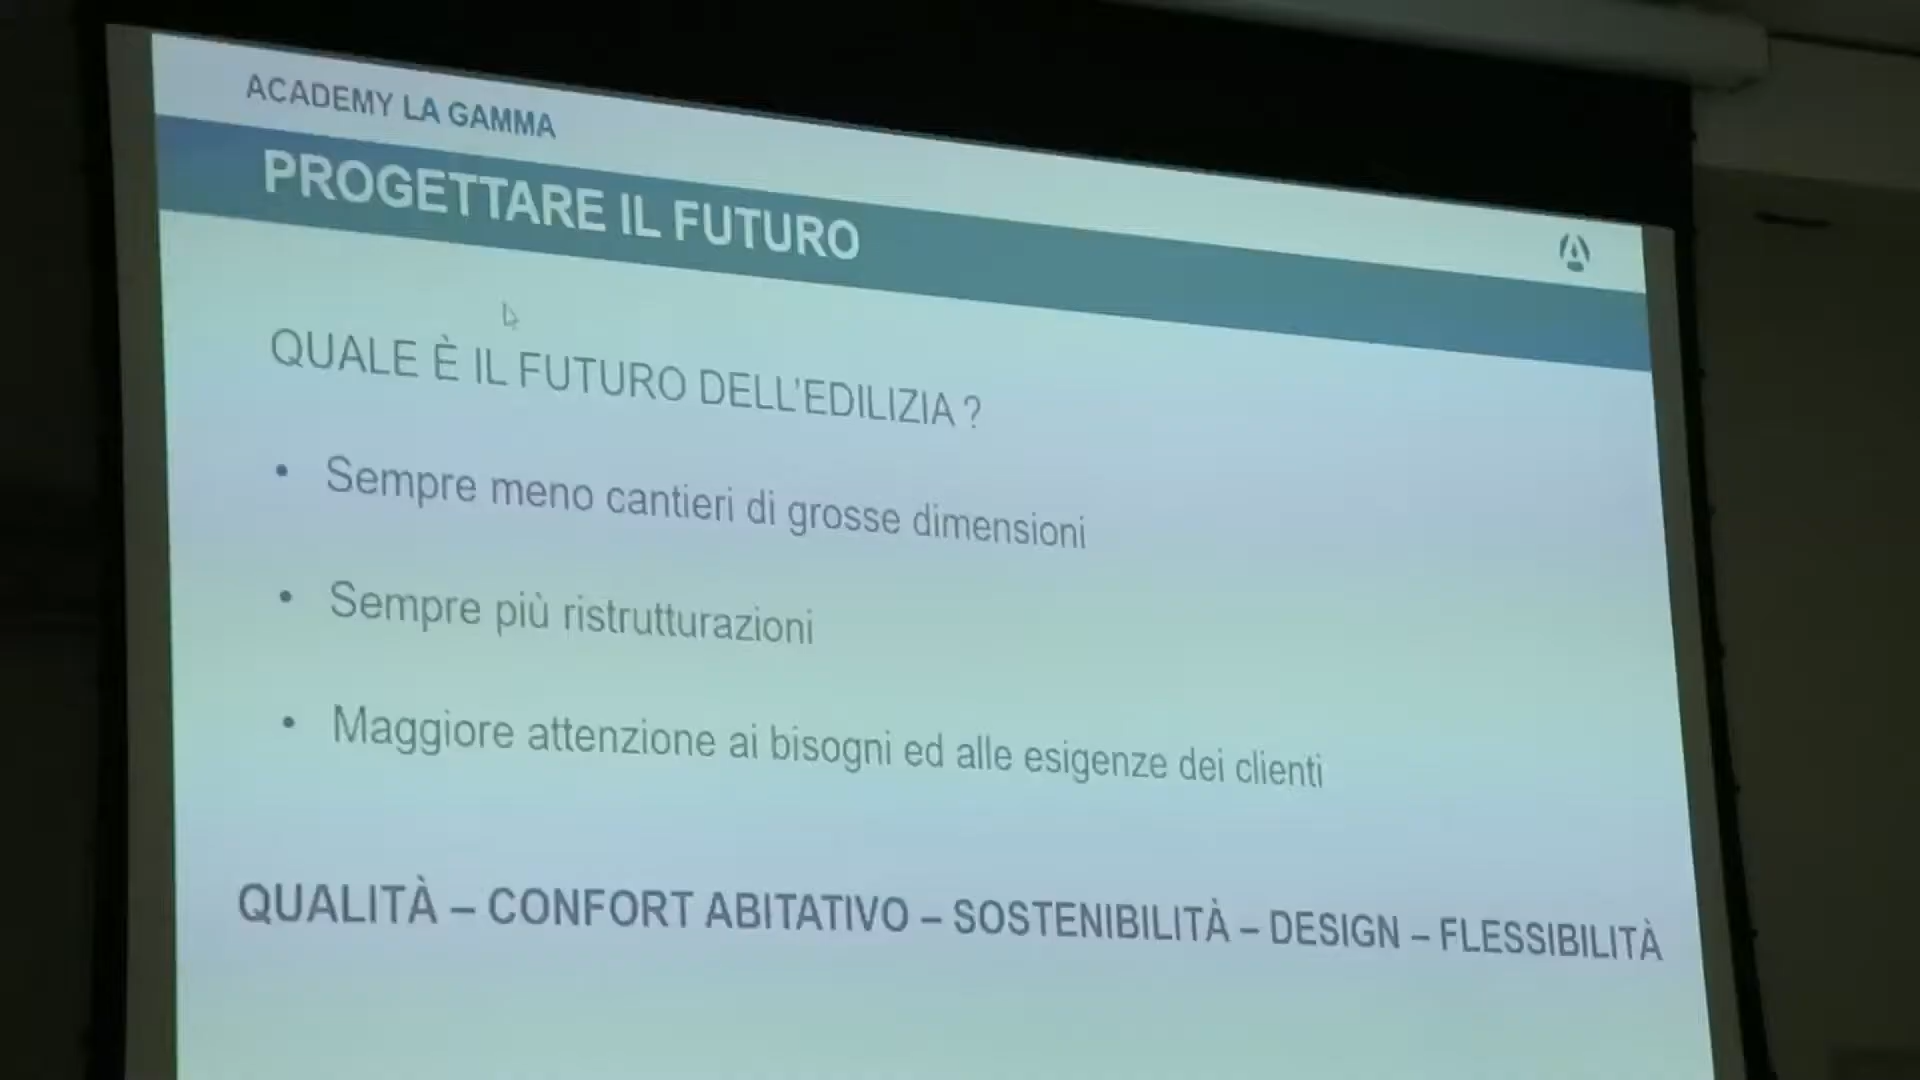 ACADEMY LA GAMMA
PROGETTARE IL FUTURO
QUALE È IL FUTURO DELL'EDILIZIA ?
• Sempre meno cantieri di grosse dimensioni
• Sempre più ristrutturazioni
• Maggiore attenzione ai bisogni ed alle esigenze dei clienti
QUALITÀ – CONFORT ABITATIVO – SOSTENIBILITÀ – DESIGN – FLESSIBILITÀ